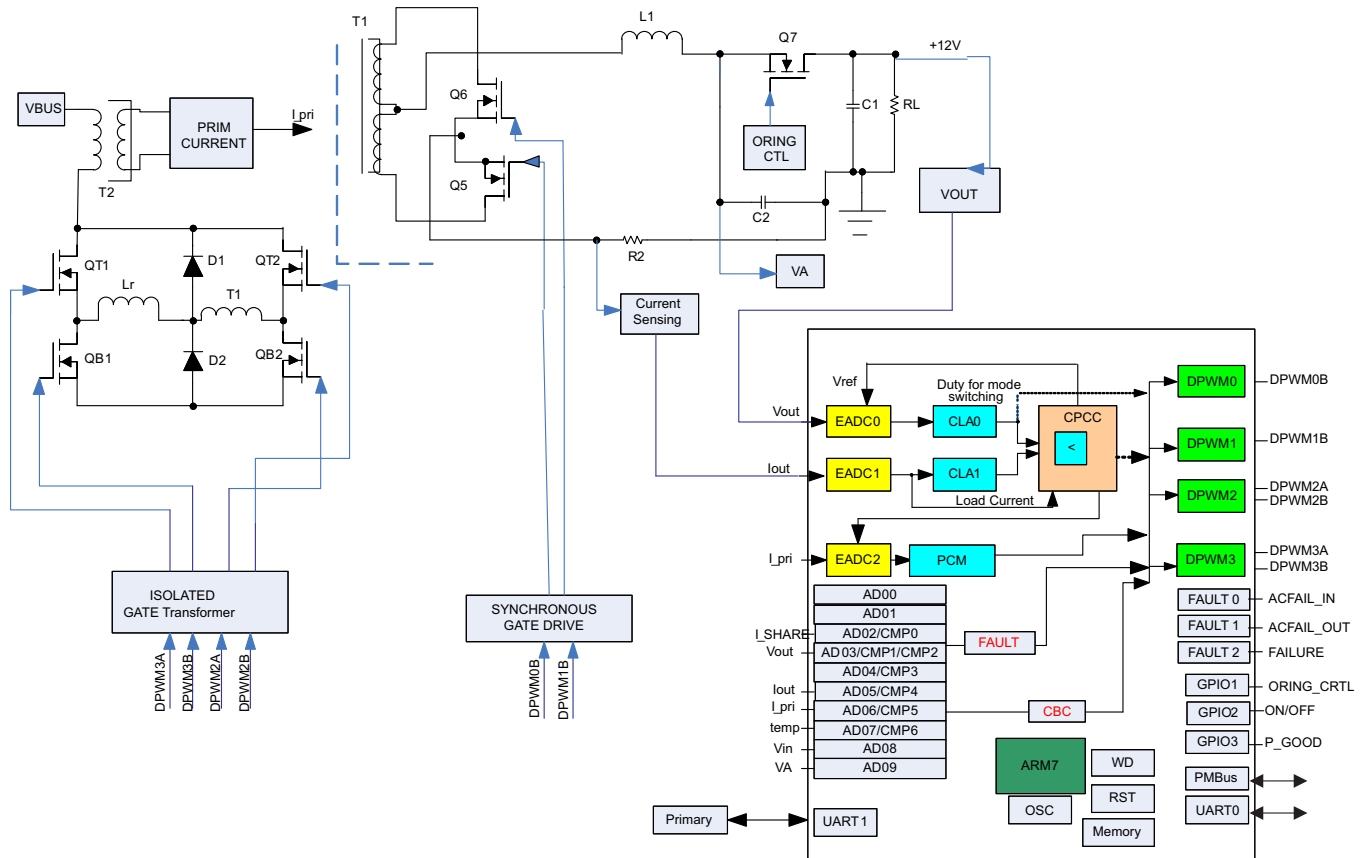 T1
L1
Q7
+12V
VBUS
PRIM
CURRENT
I_pri
T2
Q6
Q5
C1
RL
ORING
CTL
VOUT
C2
R2
VA
QT1
D1
QT2
Lr
T1
QB1
D2
QB2
Current
Sensing
ISOLATED
GATE Transformer
DPWM3A
DPWM3B
DPWM2A
DPWM2B
SYNCHRONOUS
GATE DRIVE
DPWM0B
DPWM1B
Vref
Duty for mode
switching
Vout
EADC0
CLA0
CPCC
<
Iout
EADC1
CLA1
Load Current
I_pri
EADC2
PCM
DPWM0
DPWM0B
DPWM1
DPWM1B
DPWM2
DPWM2A
DPWM2B
DPWM3
DPWM3A
DPWM3B
AD00
AD01
I_SHARE
AD02/CMP0
Vout
AD03/CMP1/CMP2
AD04/CMP3
Iout
AD05/CMP4
I_pri
AD06/CMP5
temp
AD07/CMP6
Vin
AD08
VA
AD09
FAULT
CBC
FAULT 0
ACFAIL_IN
FAULT 1
ACFAIL_OUT
FAULT 2
FAILURE
GPIO1
ORING_CRTL
GPIO2
ON/OFF
GPIO3
P_GOOD
ARM7
WD
OSC
RST
Memory
PMBus
UART0
Primary
UART 1